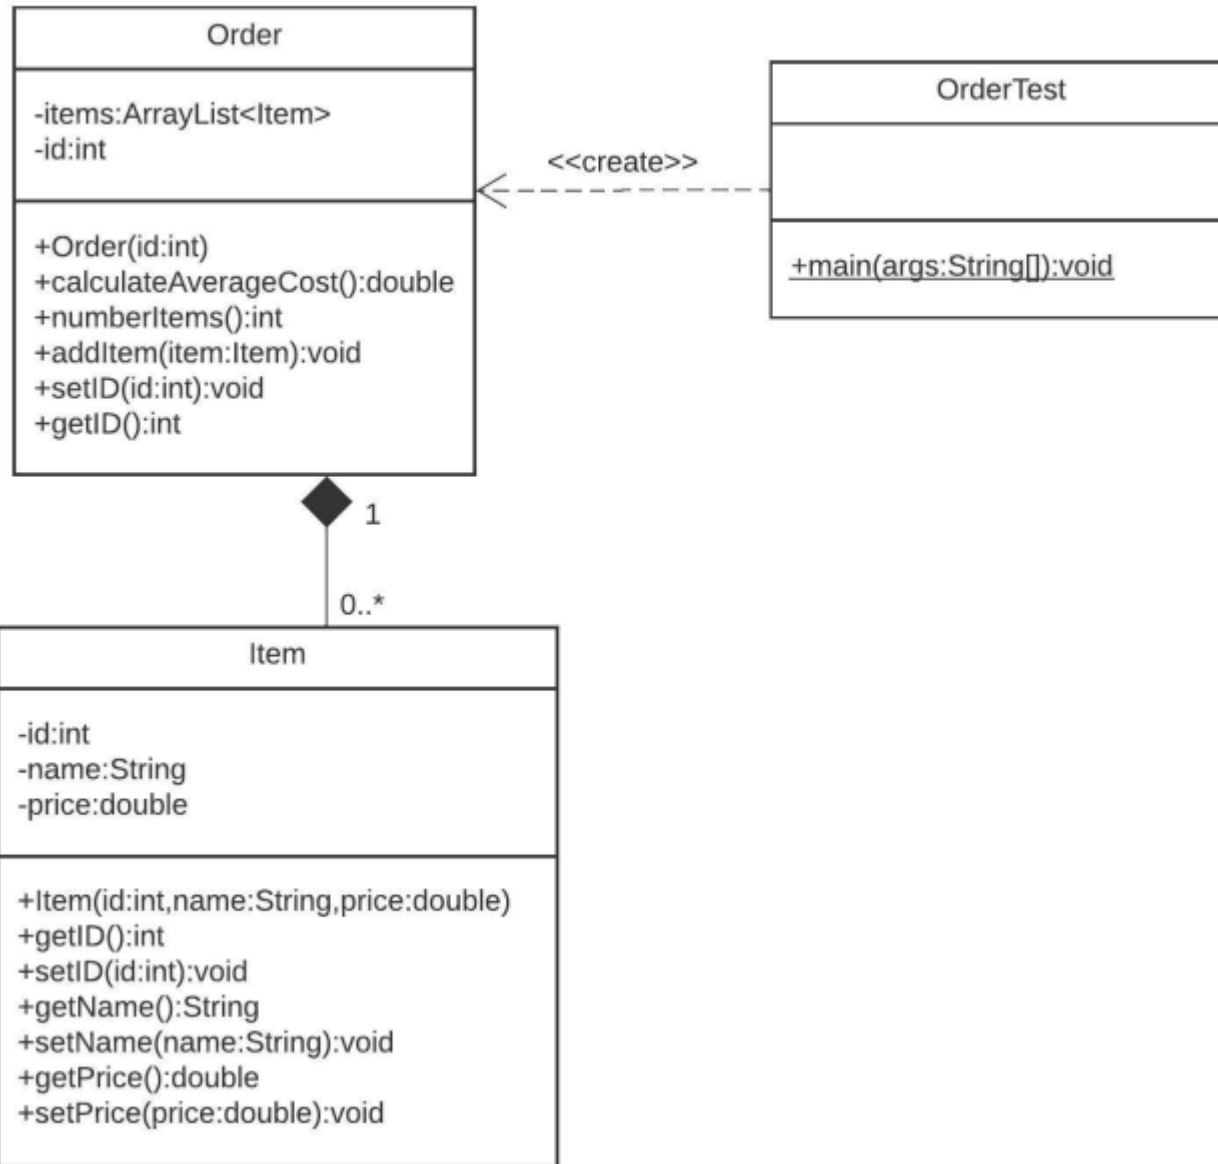 Order
-items:ArrayList<Item>
-id:int
+Order(id:int)
+calculateAverageCost():double
+numberItems():int
+addItem(item:Item):void
+setID(id:int):void
+getID():int
<<create>>
OrderTest
+main(args:String[]):void
1
0..*
Item
-id:int
-name:String
-price:double
+Item(id:int,name:String,price:double)
+getID():int
+setID(id:int):void
+getName():String
+setName(name:String):void
+getPrice():double
+setPrice(price:double):void